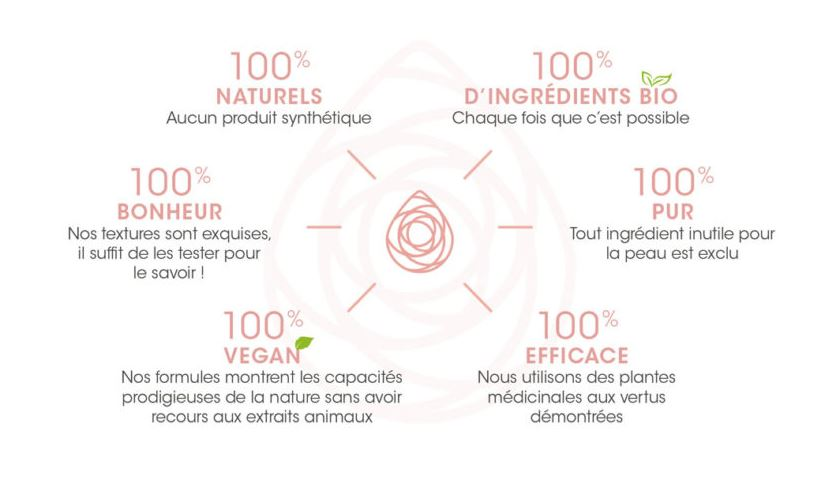 100%
NATURELS
Aucun produit synthétique
100%
D'INGRÉDIENTS BIO
Chaque fois que c'est possible
100%
BONHEUR
Nos textures sont exquises,
il suffit de les tester pour
le savoir !
100%
PUR
Tout ingrédient inutile pour
la peau est exclu
100%
VEGAN
Nos formules montrent les capacités
prodigieuses de la nature sans avoir
recours aux extraits animaux
100%
EFFICACE
Nous utilisons des plantes
médicinales aux vertus
démontrées